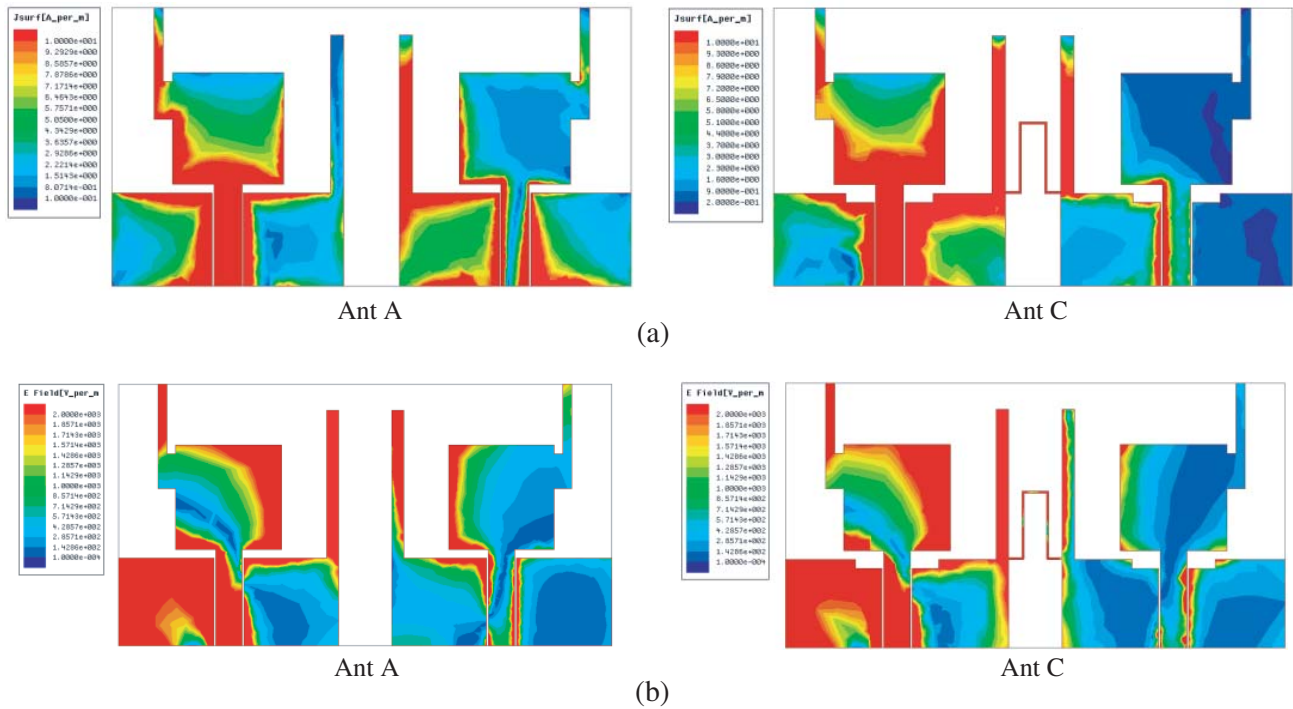 Jsurf[A_per_m]
1.0000e+001
9.2929e+000
8.5857e+000
7.8786e+000
7.1714e+000
6.4643e+000
5.7571e+000
5.0500e+000
4.3429e+000
3.6357e+000
2.9286e+000
2.2214e+000
1.5143e+000
8.0714e-001
1.0000e-001
Jsurf[A_per_m]
1.0000e+001
9.3000e+000
8.6000e+000
7.9000e+000
7.2000e+000
6.5000e+000
5.8000e+000
5.1000e+000
4.4000e+000
3.7000e+000
3.0000e+000
2.3000e+000
1.6000e+000
9.0000e-001
2.0000e-001
Ant A
Ant C
(a)
E Field[V_per_m
2.0000e+003
1.8571e+003
1.7143e+003
1.5714e+003
1.4286e+003
1.2857e+003
1.1429e+003
1.0000e+003
8.5714e+002
7.1429e+002
5.7143e+002
4.2857e+002
2.8571e+002
1.4286e+002
1.0000e-004
E Field[V_per_m
2.0000e+003
1.8571e+003
1.7143e+003
1.5714e+003
1.4286e+003
1.2857e+003
1.1429e+003
1.0000e+003
8.5714e+002
7.1429e+002
5.7143e+002
4.2857e+002
2.8571e+002
1.4286e+002
1.0000e-004
Ant A
Ant C
(b)